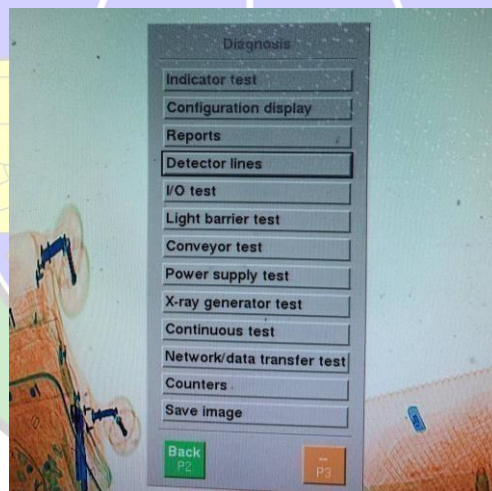 Diagnosis
Indicator test
Configuration display
Reports
Detector lines
I/O test
Light barrier test
Conveyor test
Power supply test
X-ray generator test
Continuous test
Network/data transfer test
Counters
Save image
Back
P2
--
P3